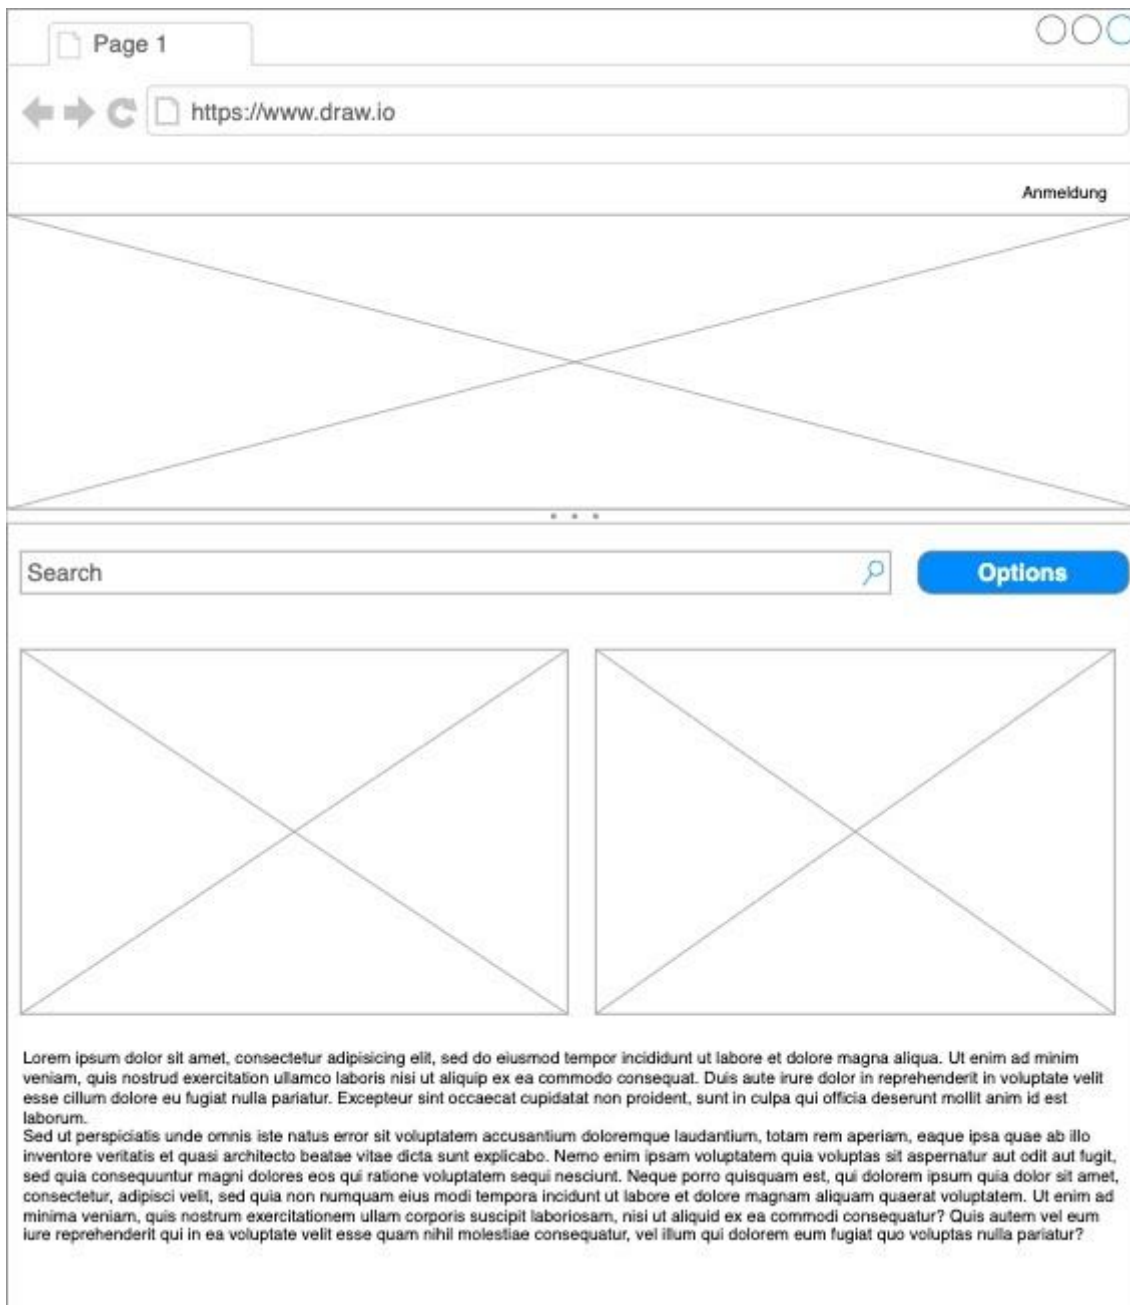 Page 1
https://www.draw.io
Anmeldung
Search
Options
Lorem ipsum dolor sit amet, consectetur adipisicing elit, sed do eiusmod tempor incididunt ut labore et dolore magna aliqua. Ut enim ad minim
veniam, quis nostrud exercitation ullamco laboris nisi ut aliquip ex ea commodo consequat. Duis aute irure dolor in reprehenderit in voluptate velit
esse cillum dolore eu fugiat nulla pariatur. Excepteur sint occaecat cupidatat non proident, sunt in culpa qui officia deserunt mollit anim id est
laborum.
Sed ut perspiciatis unde omnis iste natus error sit voluptatem accusantium doloremque laudantium, totam rem aperiam, eaque ipsa quae ab illo
inventore veritatis et quasi architecto beatae vitae dicta sunt explicabo. Nemo enim ipsam voluptatem quia voluptas sit aspernatur aut odit aut fugit,
sed quia consequuntur magni dolores eos qui ratione voluptatem sequi nesciunt. Neque porro quisquam est, qui dolorem ipsum quia dolor sit amet,
consectetur, adipisci velit, sed quia non numquam eius modi tempora incidunt ut labore et dolore magnam aliquam quaerat voluptatem. Ut enim ad
minima veniam, quis nostrum exercitationem ullam corporis suscipit laboriosam, nisi ut aliquid ex ea commodi consequatur? Quis autem vel eum
iure reprehenderit qui in ea voluptate velit esse quam nihil molestiae consequatur, vel illum qui dolorem eum fugiat quo voluptas nulla pariatur?